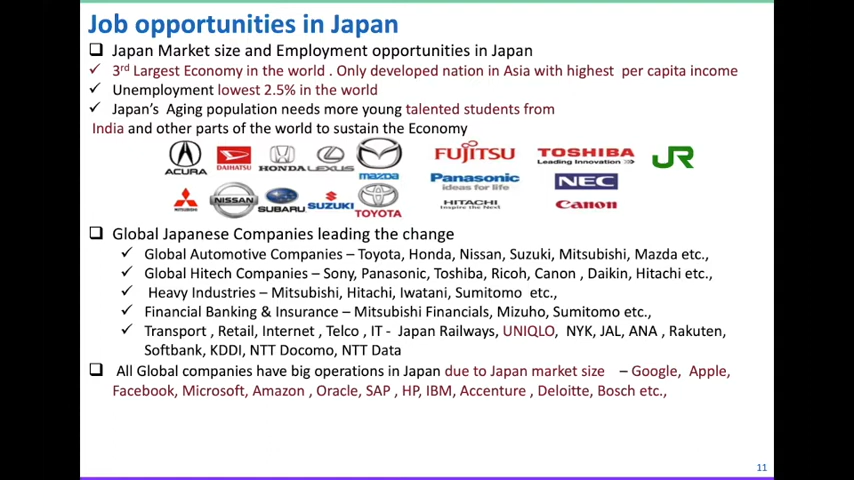 Job opportunities in Japan
Japan Market size and Employment opportunities in Japan
3rd Largest Economy in the world . Only developed nation in Asia with highest per capita income
Unemployment lowest 2.5% in the world
Japan's Aging population needs more young talented students from
India and other parts of the world to sustain the Economy
ACURA DAIHATSU HONDA LEXUS mazda FUJITSU TOSHIBA JR
Leading Innovation >>>
Panasonic NEC
ideas for life
NISSAN SUBARU SUZUKI TOYOTA HITACHI Canon
Inspire the Next
Global Japanese Companies leading the change
Global Automotive Companies – Toyota, Honda, Nissan, Suzuki, Mitsubishi, Mazda etc.,
Global Hitech Companies – Sony, Panasonic, Toshiba, Ricoh, Canon , Daikin, Hitachi etc.,
Heavy Industries – Mitsubishi, Hitachi, Iwatani, Sumitomo etc.,
Financial Banking & Insurance – Mitsubishi Financials, Mizuho, Sumitomo etc.,
Transport , Retail, Internet , Telco , IT - Japan Railways, UNIQLO, NYK, JAL, ANA , Rakuten,
Softbank, KDDI, NTT Docomo, NTT Data
All Global companies have big operations in Japan due to Japan market size – Google, Apple,
Facebook, Microsoft, Amazon , Oracle, SAP , HP, IBM, Accenture , Deloitte, Bosch etc.,
11